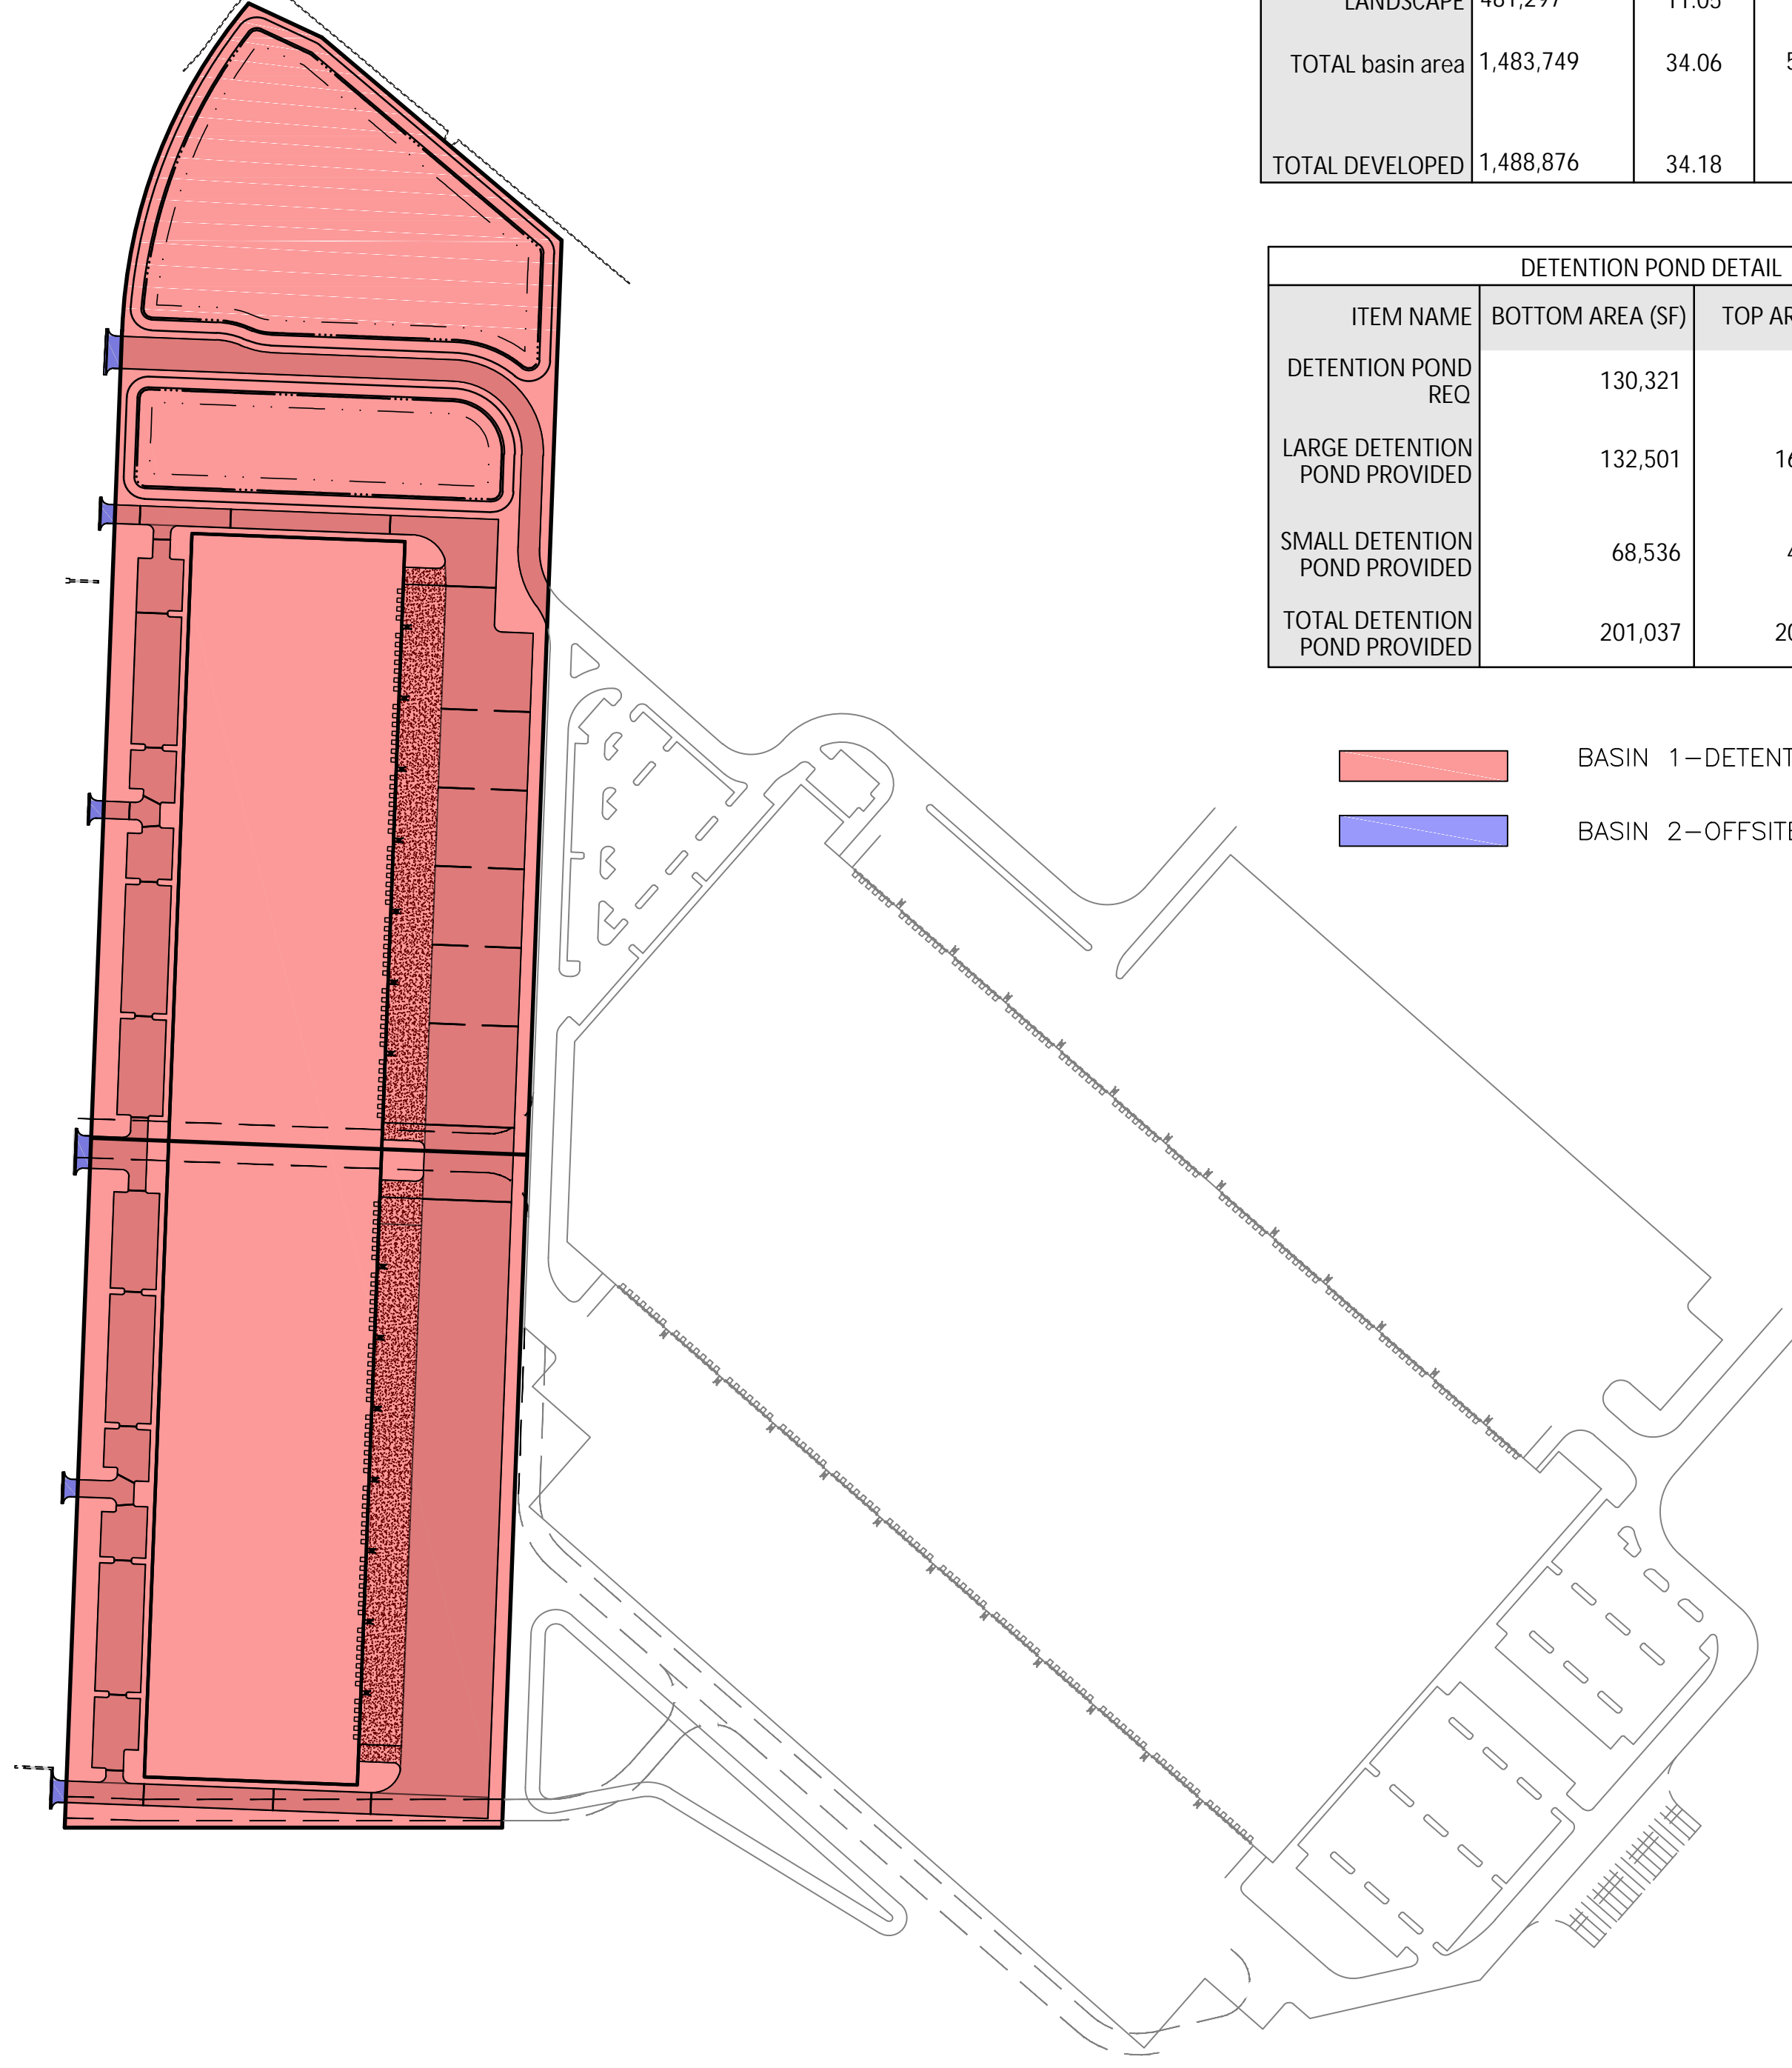 LANDSCAPE 481,297 11.05
TOTAL basin area 1,483,749 34.06
TOTAL DEVELOPED 1,488,876 34.18
DETENTION POND DETAIL
ITEM NAME BOTTOM AREA (SF) TOP
DETENTION POND
REQ 130,321
LARGE DETENTION
POND PROVIDED 132,501
SMALL DETENTION
POND PROVIDED 68,536
TOTAL DETENTION
POND PROVIDED 201,037
BASIN 1-DETENT
BASIN 2-OFFSITE